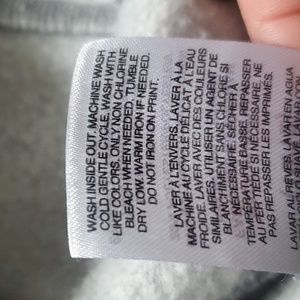 WASH INSIDE OUT. MACHINE WASH
COLD GENTLE CYCLE. WASH WITH
LIKE COLORS. ONLY NON CHLORINE
BLEACH WHEN NEEDED. TUMBLE
DRY LOW. WARM IRON IF NEEDED.
DO NOT IRON ON PRINT.
LAVER À L'ENVERS. LAVER À LA
MACHINE AU CYCLE DÉLICAT À L'EAU
FROIDE. LAVER AVEC DES COULEURS
SIMILAIRES. UTILISER UN AGENT DE
BLANCHIMENT SANS CHLORE SI
NÉCESSAIRE. SÉCHER À
TEMPÉRATURE BASSE. REPASSER
AU FER TIÈDE SI NÉCESSAIRE. NE
PAS REPASSER LES IMPRIMÉS.
LAVAR AL REVES. LAVAR